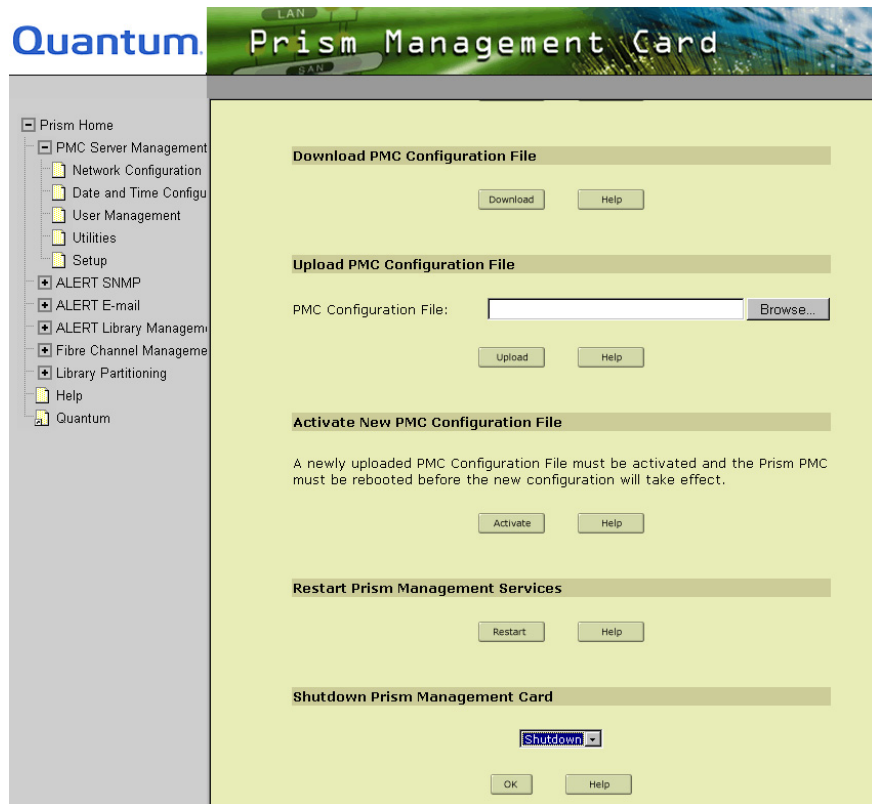 LAN
Quantum.
Prism Management Card
SAN
Prism Home
PMC Server Management
Network Configuration
Date and Time Configu
User Management
Utilities
Setup
ALERT SNMP
ALERT E-mail
ALERT Library Managem
Fibre Channel Manageme
Library Partitioning
Help
Quantum
Download PMC Configuration File
Download Help
Upload PMC Configuration File
PMC Configuration File: Browse...
Upload Help
Activate New PMC Configuration File
A newly uploaded PMC Configuration File must be activated and the Prism PMC
must be rebooted before the new configuration will take effect.
Activate Help
Restart Prism Management Services
Restart Help
Shutdown Prism Management Card
Shutdown
OK Help